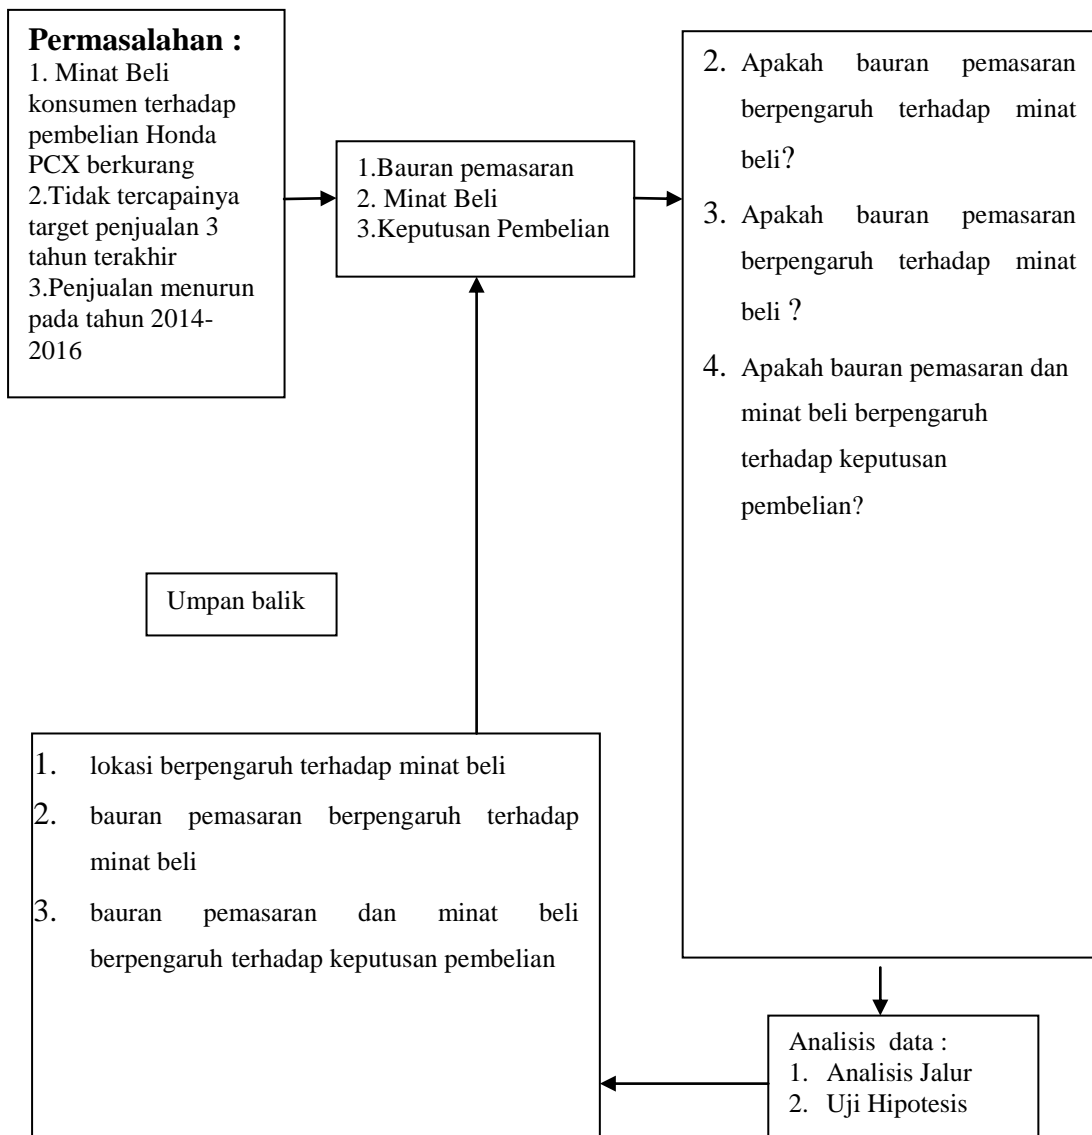 Permasalahan :
1. Minat Beli
konsumen terhadap
pembelian Honda
PCX berkurang
2.Tidak tercapainya
target penjualan 3
tahun terakhir
3.Penjualan menurun
pada tahun 2014-
2016
1.Bauran pemasaran
2. Minat Beli
3.Keputusan Pembelian
2. Apakah bauran pemasaran
berpengaruh terhadap minat
beli?
3. Apakah bauran pemasaran
berpengaruh terhadap minat
beli ?
4. Apakah bauran pemasaran dan
minat beli berpengaruh
terhadap keputusan
pembelian?
Umpan balik
1. lokasi berpengaruh terhadap minat beli
2. bauran pemasaran berpengaruh terhadap
minat beli
3. bauran pemasaran dan minat beli
berpengaruh terhadap keputusan pembelian
Analisis data :
1. Analisis Jalur
2. Uji Hipotesis